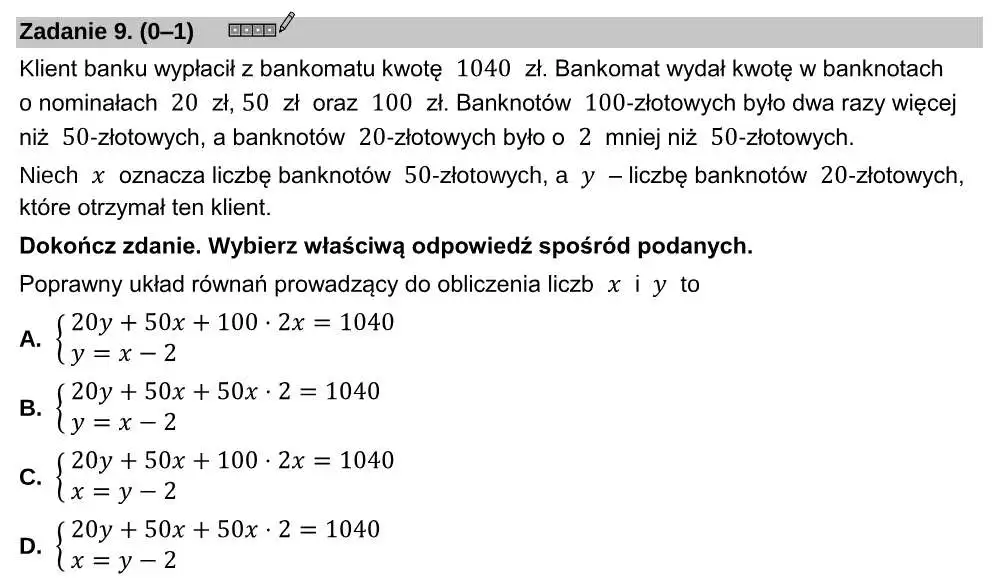 Zadanie 9. (0–1)
Klient banku wypłacił z bankomatu kwotę 1040 zł. Bankomat wydał kwotę w banknotach
o nominałach 20 zł, 50 zł oraz 100 zł. Banknotów 100-złotowych było dwa razy więcej
niż 50-złotowych, a banknotów 20-złotowych było o 2 mniej niż 50-złotowych.
Niech x oznacza liczbę banknotów 50-złotowych, a y – liczbę banknotów 20-złotowych,
które otrzymał ten klient.
Dokończ zdanie. Wybierz właściwą odpowiedź spośród podanych.
Poprawny układ równań prowadzący do obliczenia liczb x i y to
A. { 20y + 50x + 100 · 2x = 1040
y = x − 2
B. { 20y + 50x + 50x · 2 = 1040
y = x − 2
C. { 20y + 50x + 100 · 2x = 1040
x = y − 2
D. { 20y + 50x + 50x · 2 = 1040
x = y − 2